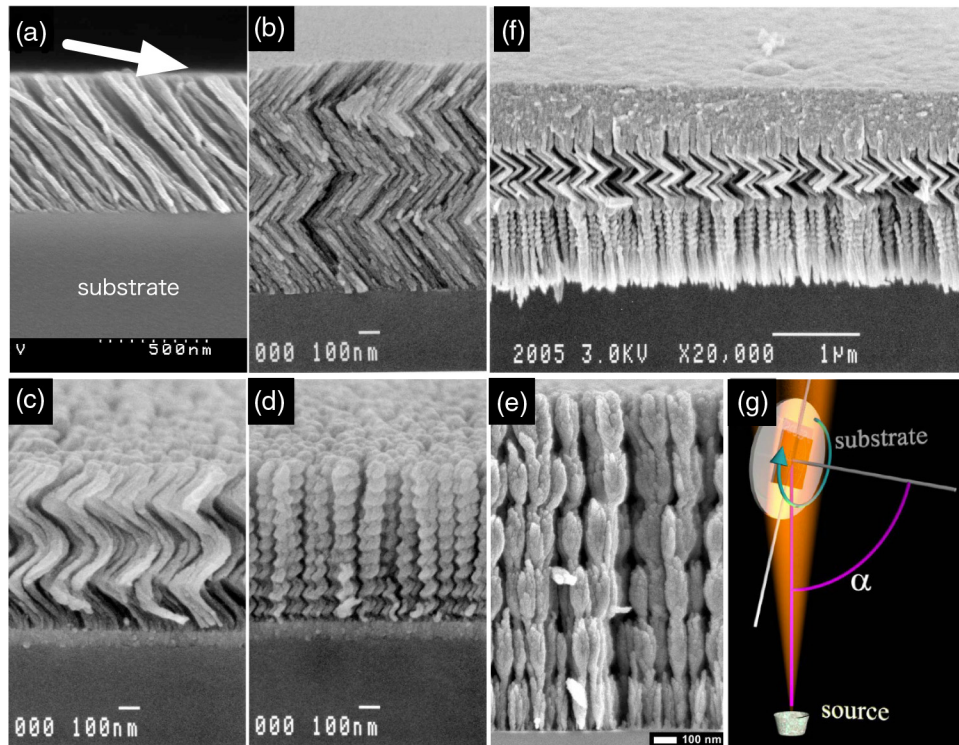 (a)
substrate
V 500nm
(b)
000 100nm
(f)
2005 3.0KV X20,000 1μm
(c)
000 100nm
(d)
000 100nm
(e)
100 nm
(g)
substrate
α
source